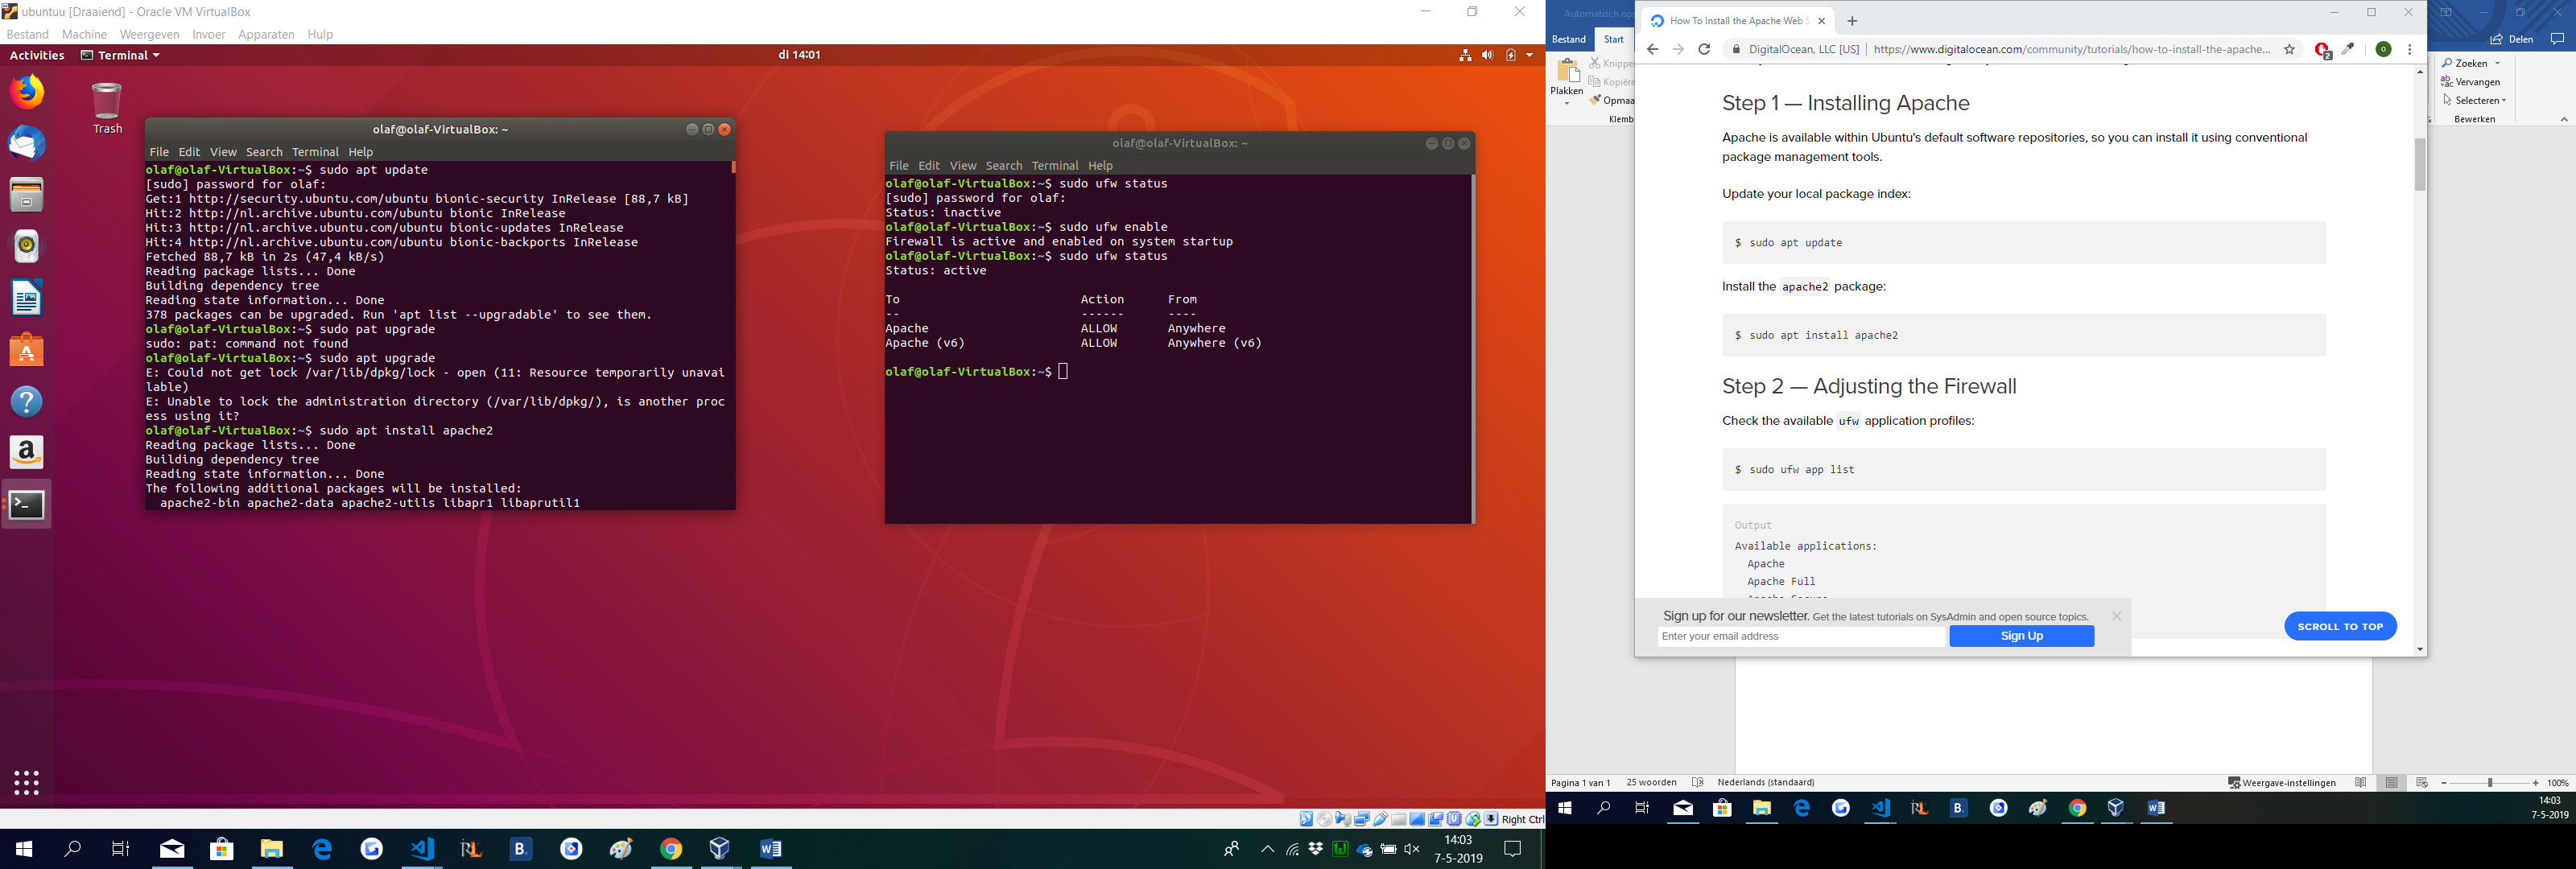 ubuntuu [Draaiend] - Oracle VM VirtualBox
Bestand Machine Weergeven Invoer Apparaten Hulp
Activities Terminal di 14:01
Trash
olaf@olaf-VirtualBox: ~
File Edit View Search Terminal Help
olaf@olaf-VirtualBox:~$ sudo apt update
[sudo] password for olaf:
Get:1 http://security.ubuntu.com/ubuntu bionic-security InRelease [88,7 kB]
Hit:2 http://nl.archive.ubuntu.com/ubuntu bionic InRelease
Hit:3 http://nl.archive.ubuntu.com/ubuntu bionic-updates InRelease
Hit:4 http://nl.archive.ubuntu.com/ubuntu bionic-backports InRelease
Fetched 88,7 kB in 2s (47,4 kB/s)
Reading package lists... Done
Building dependency tree
Reading state information... Done
378 packages can be upgraded. Run 'apt list --upgradable' to see them.
olaf@olaf-VirtualBox:~$ sudo pat upgrade
sudo: pat: command not found
olaf@olaf-VirtualBox:~$ sudo apt upgrade
E: Could not get lock /var/lib/dpkg/lock - open (11: Resource temporarily unavai
lable)
E: Unable to lock the administration directory (/var/lib/dpkg/), is another proc
ess using it?
olaf@olaf-VirtualBox:~$ sudo apt install apache2
Reading package lists... Done
Building dependency tree
Reading state information... Done
The following additional packages will be installed:
apache2-bin apache2-data apache2-utils libapr1 libaprutil1
olaf@olaf-VirtualBox: ~
File Edit View Search Terminal Help
olaf@olaf-VirtualBox:~$ sudo ufw status
[sudo] password for olaf:
Status: inactive
olaf@olaf-VirtualBox:~$ sudo ufw enable
Firewall is active and enabled on system startup
olaf@olaf-VirtualBox:~$ sudo ufw status
Status: active
To Action From
-- ------ ----
Apache ALLOW Anywhere
Apache (v6) ALLOW Anywhere (v6)
olaf@olaf-VirtualBox:~$
Right Ctrl
14:03
7-5-2019
Automatisch op
Bestand Start
Delen
Plakken
Knippe
Kopiëre
Opmaa
Klemb
Zoeken
Vervangen
Selecteren
Bewerken
How To Install the Apache Web S
DigitalOcean, LLC [US] | https://www.digitalocean.com/community/tutorials/how-to-install-the-apache...
Step 1 — Installing Apache
Apache is available within Ubuntu's default software repositories, so you can install it using conventional
package management tools.
Update your local package index:
$ sudo apt update
Install the apache2 package:
$ sudo apt install apache2
Step 2 — Adjusting the Firewall
Check the available ufw application profiles:
$ sudo ufw app list
Output
Available applications:
Apache
Apache Full
Sign up for our newsletter. Get the latest tutorials on SysAdmin and open source topics.
Enter your email address
Sign Up
SCROLL TO TOP
Pagina 1 van 1 25 woorden Nederlands (standaard) Weergave-instellingen 100%
14:03
7-5-2019